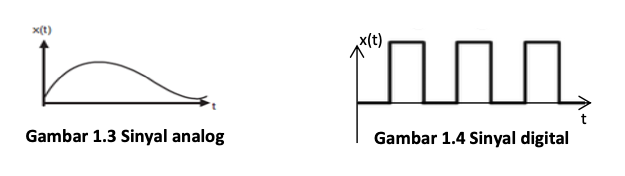 x(t)
t
Gambar 1.3 Sinyal analog
x(t)
t
Gambar 1.4 Sinyal digital